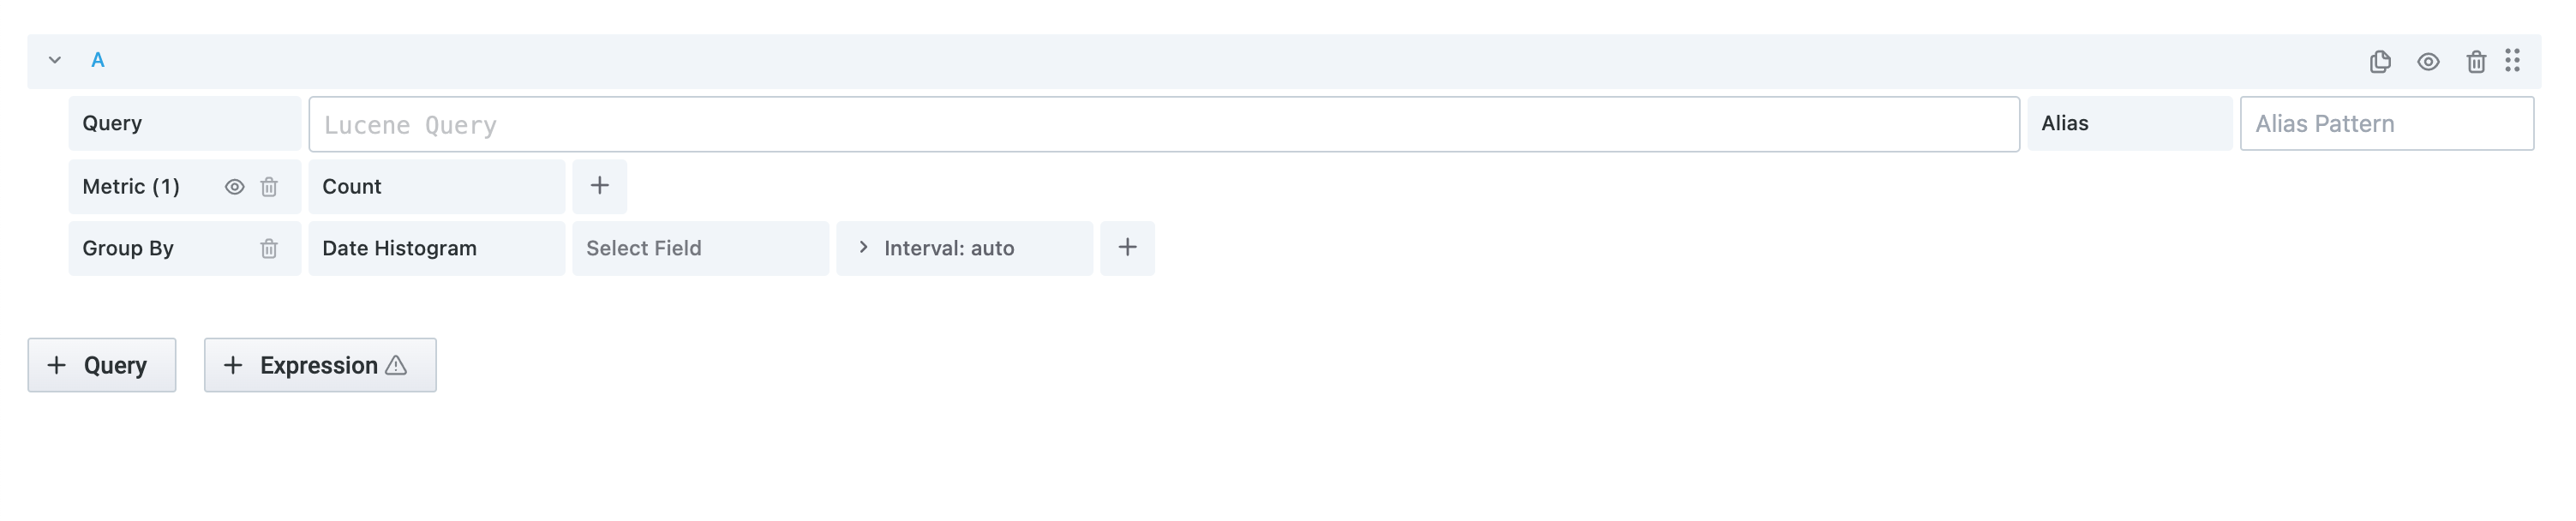 A
Query Lucene Query Alias Alias Pattern
Metric (1) Count +
Group By Date Histogram Select Field > Interval: auto +
+ Query + Expression